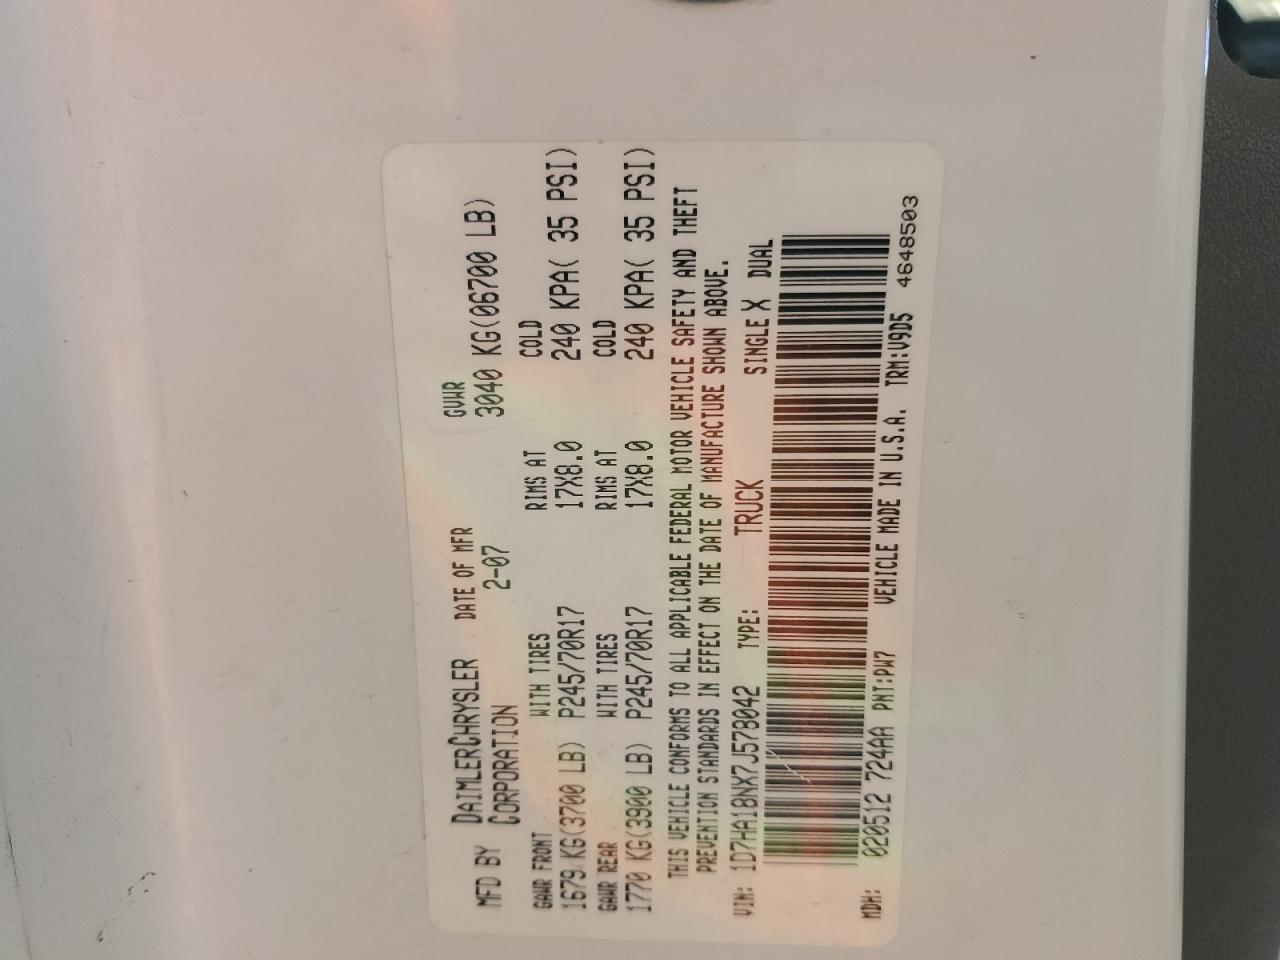 MFD BY DAIMLERCHRYSLER CORPORATION
DATE OF MFR 2-07
GVWR 3040 KG(06700 LB)
GAWR FRONT WITH TIRES RIMS AT COLD
1679 KG(3700 LB) P245/70R17 17X8.0 240 KPA( 35 PSI)
GAWR REAR WITH TIRES RIMS AT COLD
1770 KG(3900 LB) P245/70R17 17X8.0 240 KPA( 35 PSI)
THIS VEHICLE CONFORMS TO ALL APPLICABLE FEDERAL MOTOR VEHICLE SAFETY AND THEFT
PREVENTION STANDARDS IN EFFECT ON THE DATE OF MANUFACTURE SHOWN ABOVE.
VIN: 1D7HA18NX7J578042 TYPE: TRUCK SINGLE X DUAL
MDH: 020512 724AA PNT:PW7 VEHICLE MADE IN U.S.A. TRM:V9D5 4648503